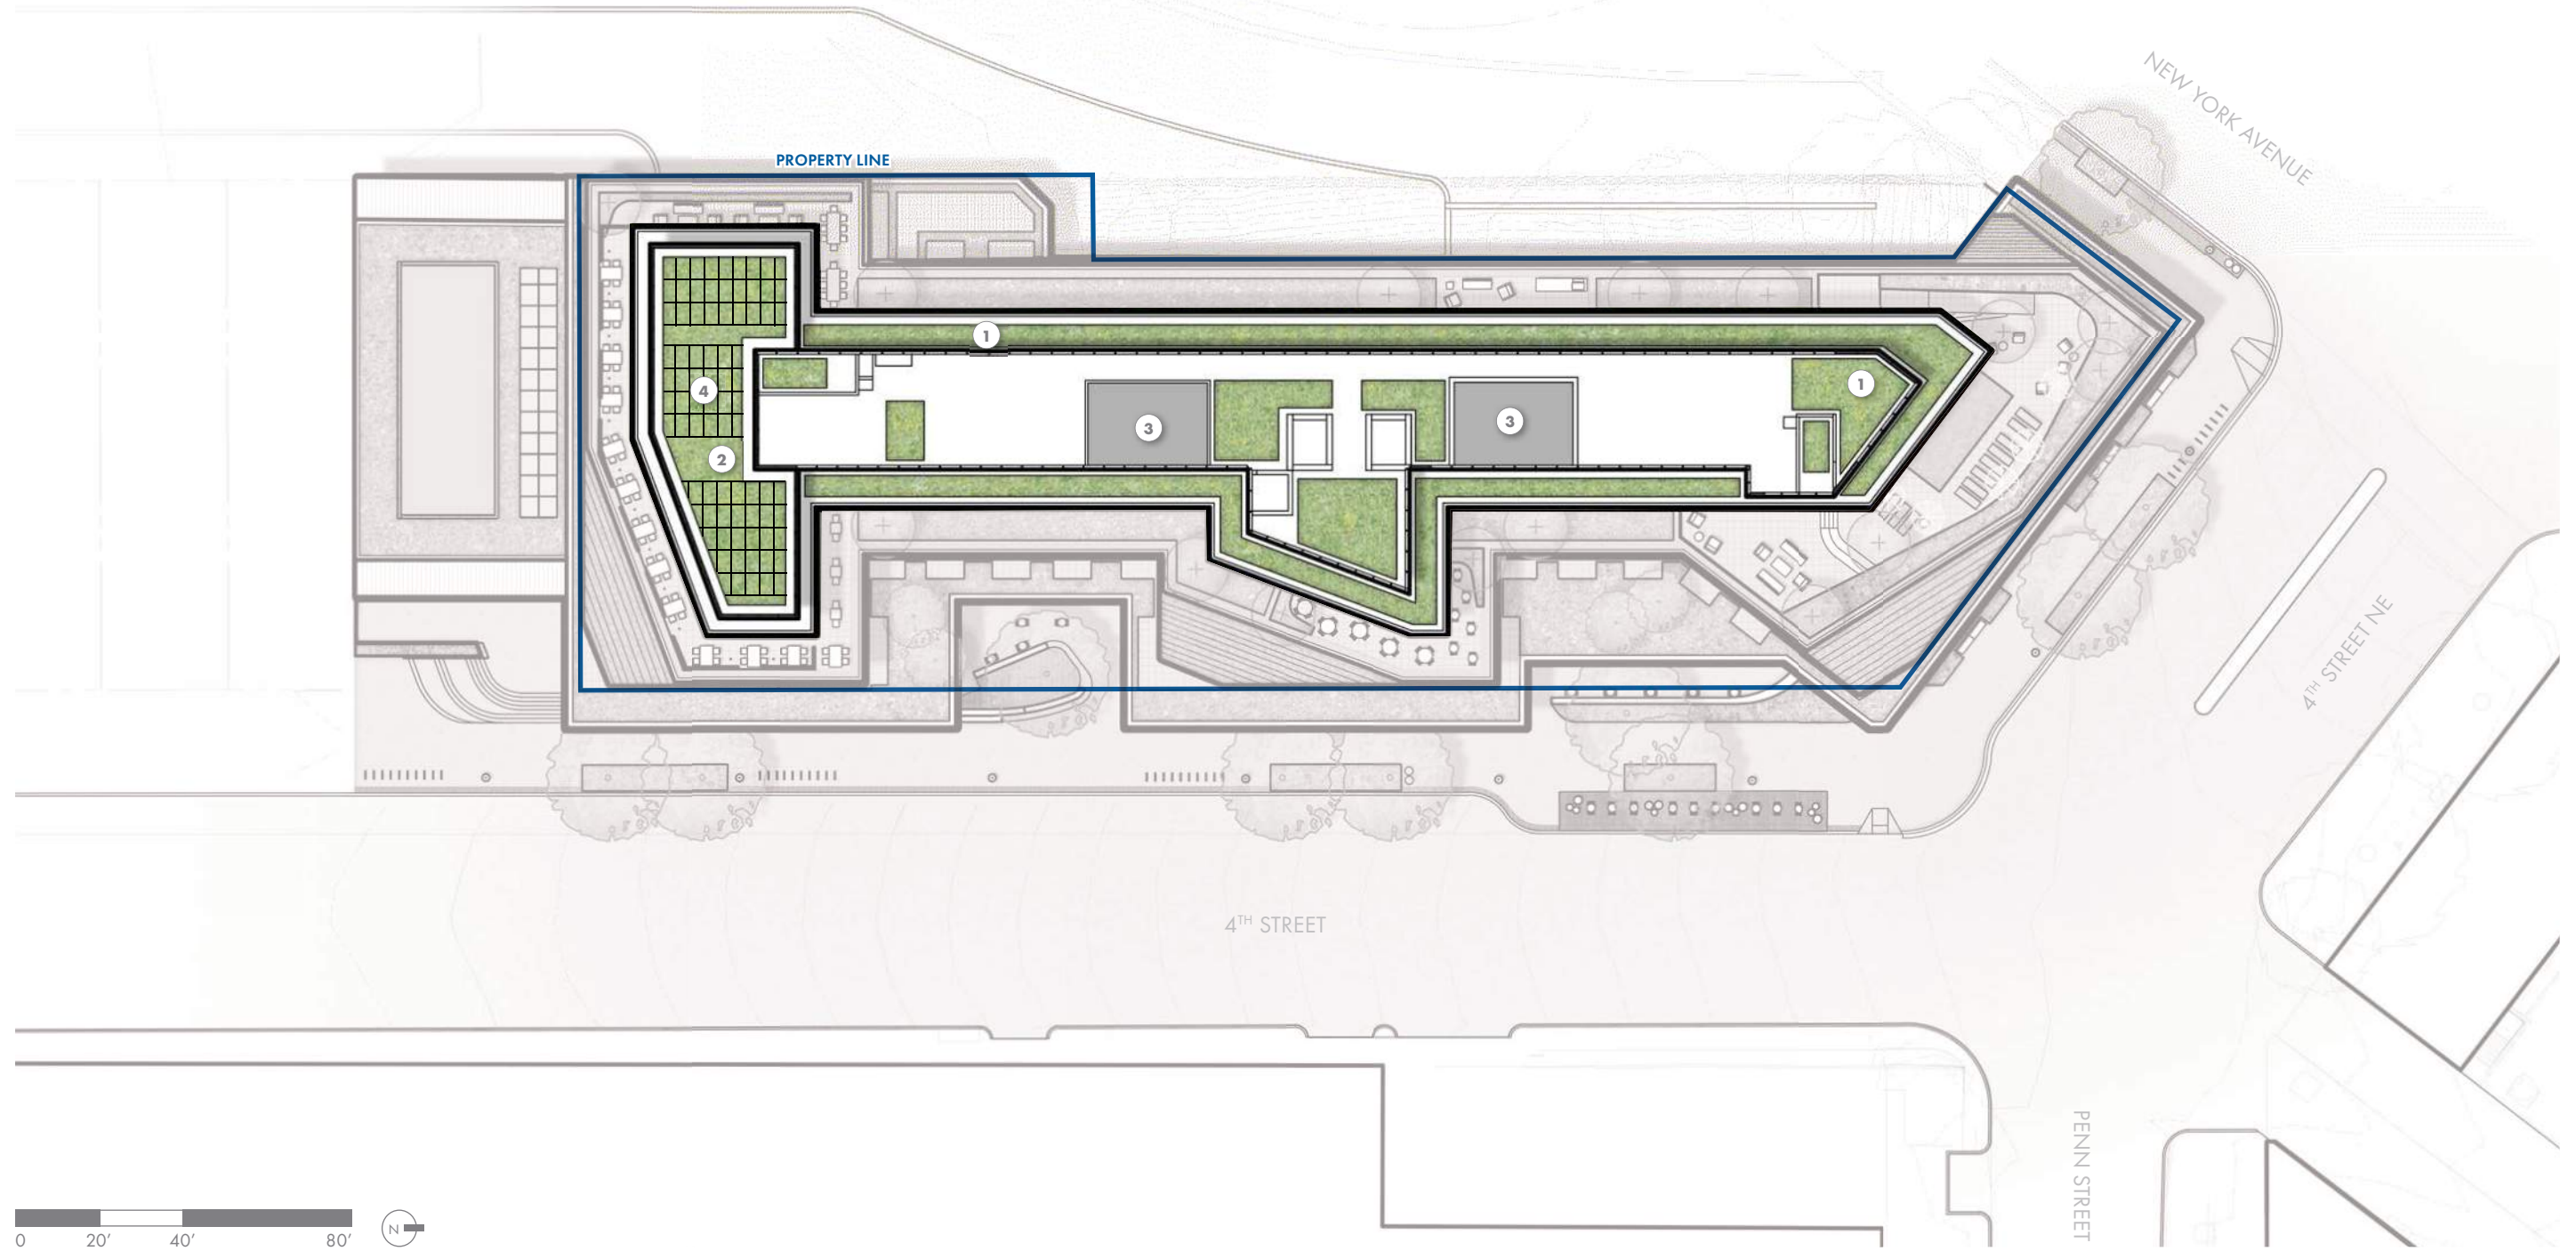 NEW YORK AVENUE
PROPERTY LINE
1
1
4
3
3
2
4TH STREET NE
4TH STREET
PENN STREET
0 20’ 40’ 80’
N